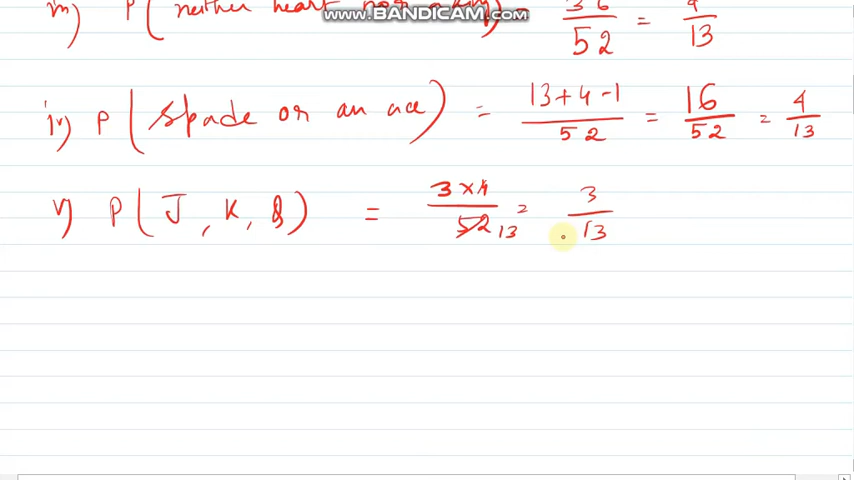 WWW.BANDICAM.COM
iii) P( neither heart nor a king) = 36/52 = 9/13
iv) P( spade or an ace) = 13+4-1/52 = 16/52 = 4/13
v) P( J, K, Q) = 3×4/52 13 = 3/13